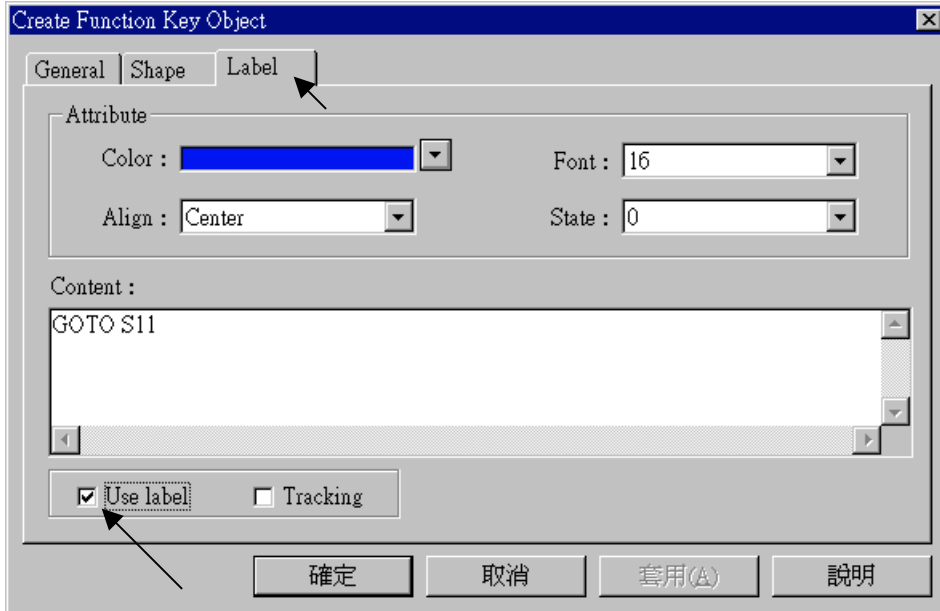 Create Function Key Object
General Shape Label
Attribute
Color : Font : 16
Align : Center State : 0
Content :
GOTO S11
Use label Tracking
確定 取消 套用(A) 說明